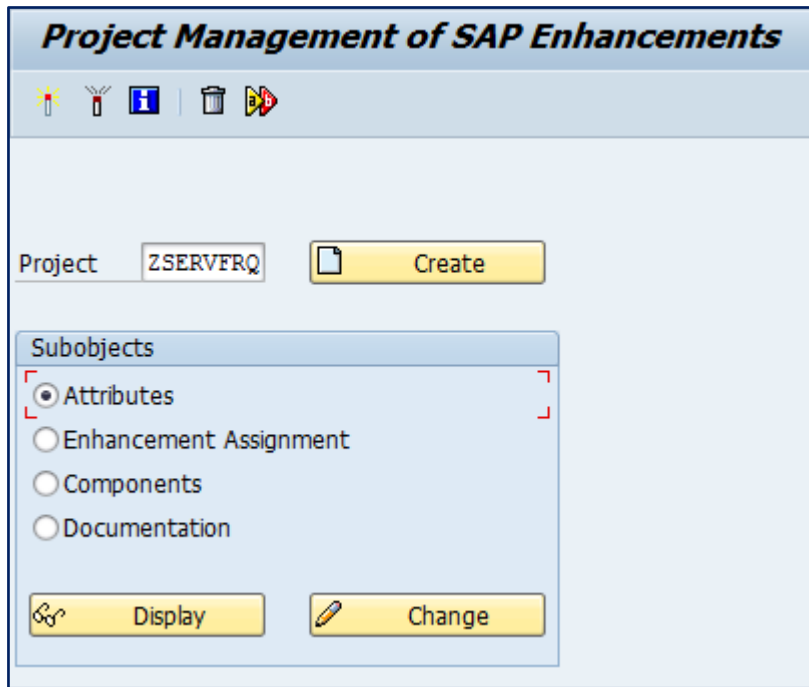 Project Management of SAP Enhancements
Project ZSERVFRQ Create
Subobjects
Attributes
Enhancement Assignment
Components
Documentation
Display Change